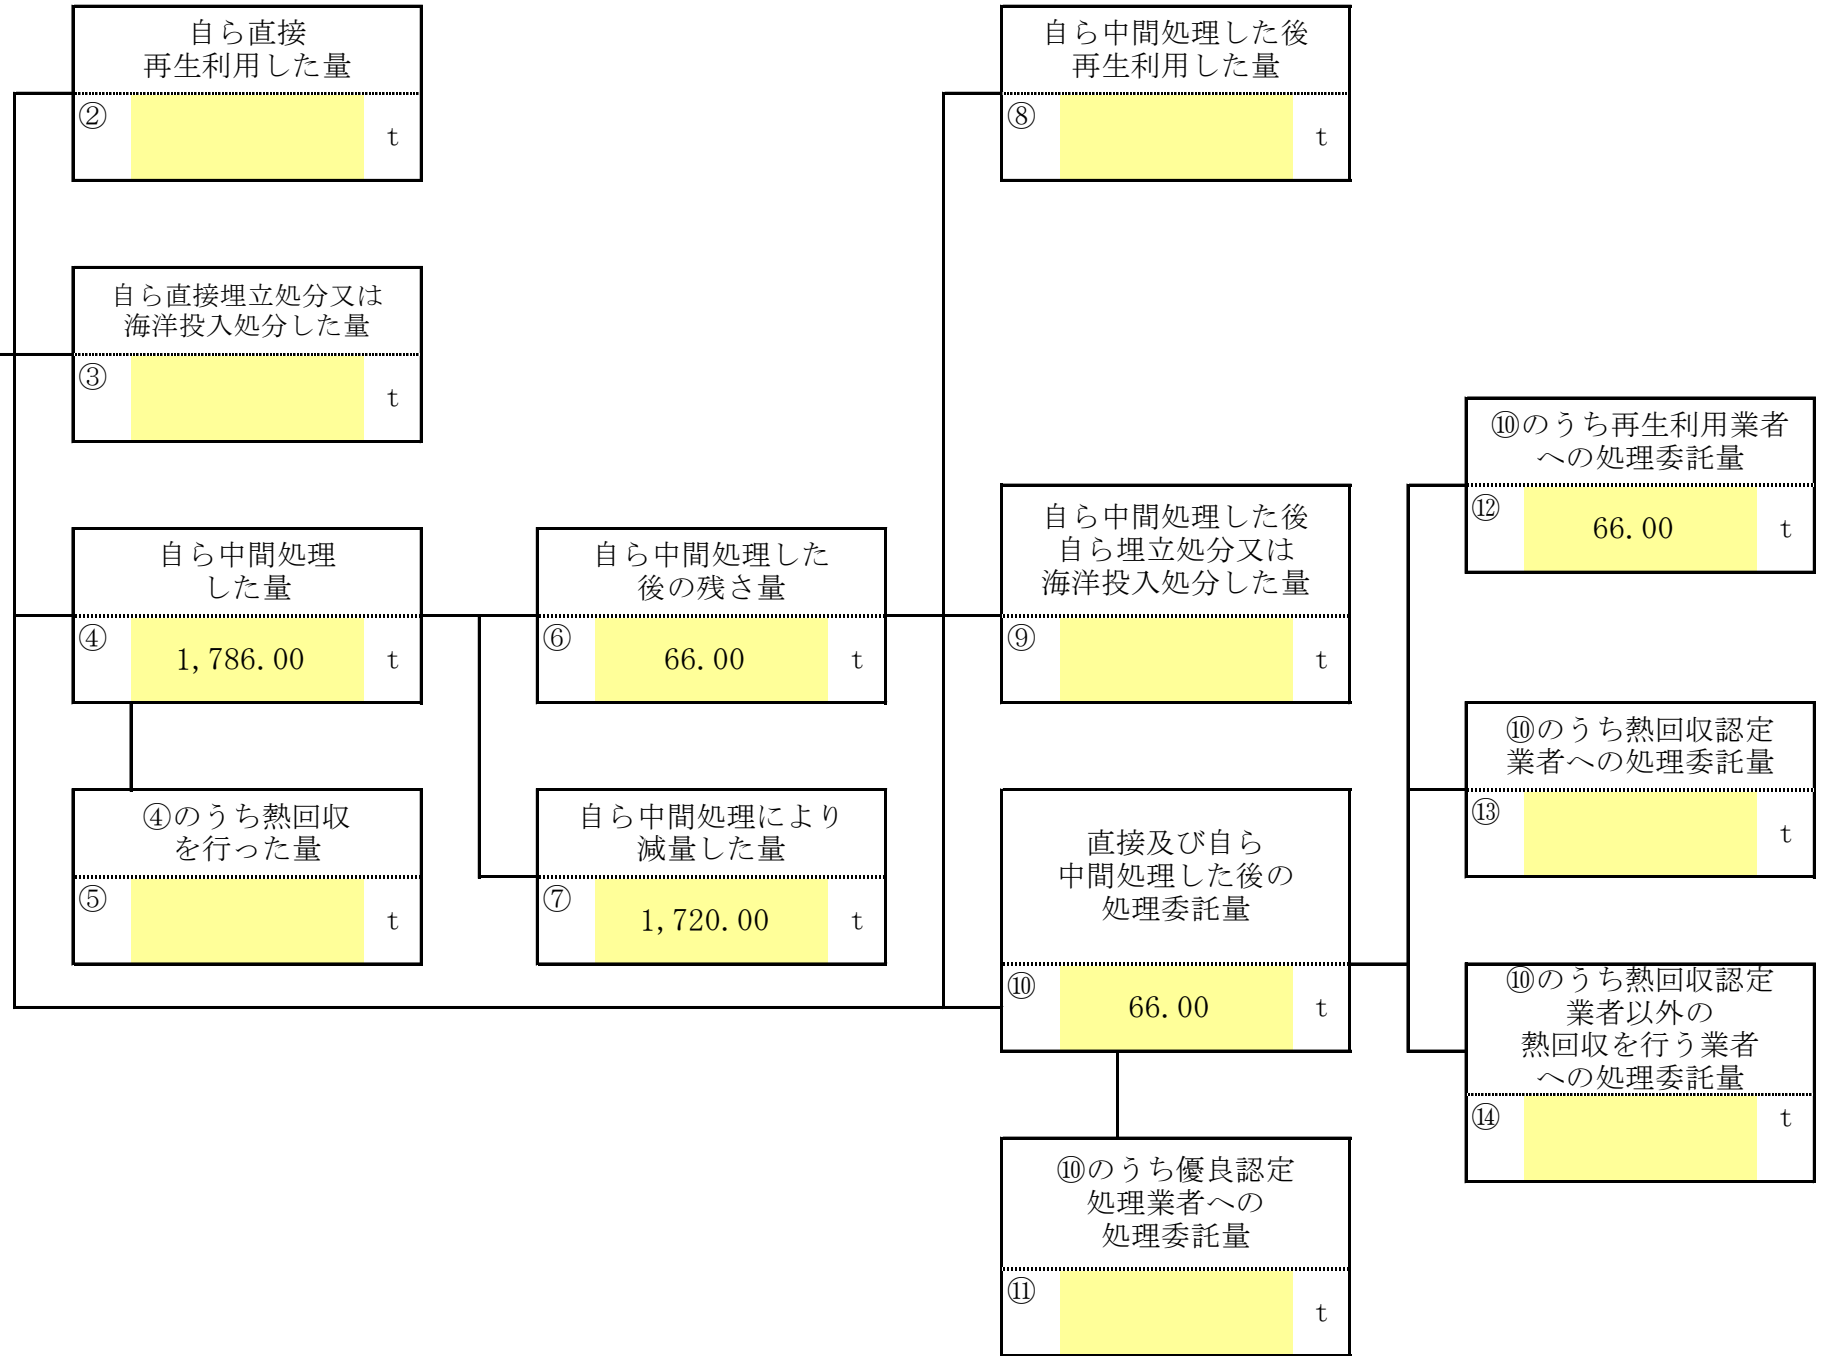 自ら直接
再生利用した量
②
t
自ら中間処理した後
再生利用した量
⑧
t
自ら直接埋立処分又は
海洋投入処分した量
③
t
⑩のうち再生利用業者
への処理委託量
⑫
66.00
t
自ら中間処理
した量
④
1,786.00
t
自ら中間処理した
後の残さ量
⑥
66.00
t
自ら中間処理した後
自ら埋立処分又は
海洋投入処分した量
⑨
t
⑩のうち熱回収認定
業者への処理委託量
⑬
t
④のうち熱回収
を行った量
⑤
t
自ら中間処理により
減量した量
⑦
1,720.00
t
直接及び自ら
中間処理した後の
処理委託量
⑩
66.00
t
⑩のうち熱回収認定
業者以外の
熱回収を行う業者
への処理委託量
⑭
t
⑩のうち優良認定
処理業者への
処理委託量
⑪
t